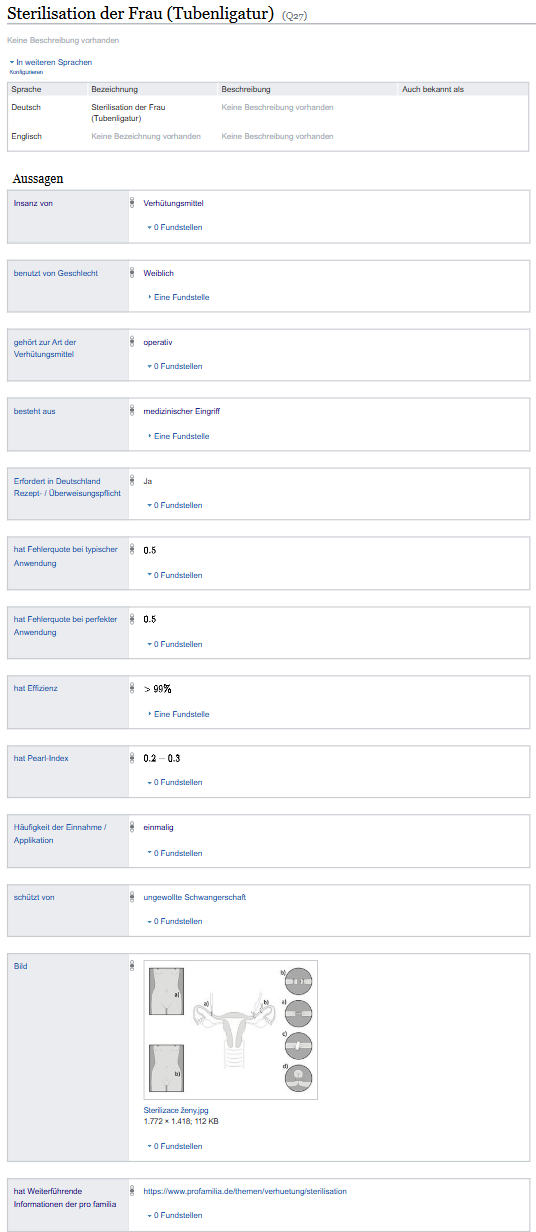 Sterilisation der Frau (Tubenligatur) (Q27)
Keine Beschreibung vorhanden
In weiteren Sprachen
Konfigurieren
Sprache Bezeichnung Beschreibung Auch bekannt als
Deutsch Sterilisation der Frau (Tubenligatur) Keine Beschreibung vorhanden
Englisch Keine Bezeichnung vorhanden Keine Beschreibung vorhanden
Aussagen
Insanz von Verhütungsmittel
0 Fundstellen
benutzt von Geschlecht Weiblich
Eine Fundstelle
gehört zur Art der operativ
Verhütungsmittel
0 Fundstellen
besteht aus medizinischer Eingriff
Eine Fundstelle
Erfordert in Deutschland Ja
Rezept- / Überweisungspflicht
0 Fundstellen
hat Fehlerquote bei typischer 0.5
Anwendung
0 Fundstellen
hat Fehlerquote bei perfekter 0.5
Anwendung
0 Fundstellen
hat Effizienz > 99%
Eine Fundstelle
hat Pearl-Index 0.2 – 0.3
0 Fundstellen
Häufigkeit der Einnahme / einmalig
Applikation
0 Fundstellen
schützt von ungewollte Schwangerschaft
0 Fundstellen
Bild
a)
b)
a)
b)
b)
a)
c)
d)
Sterilizace ženy.jpg
1.772 × 1.418; 112 KB
0 Fundstellen
hat Weiterführende https://www.profamilia.de/themen/verhuetung/sterilisation
Informationen der pro familia
0 Fundstellen